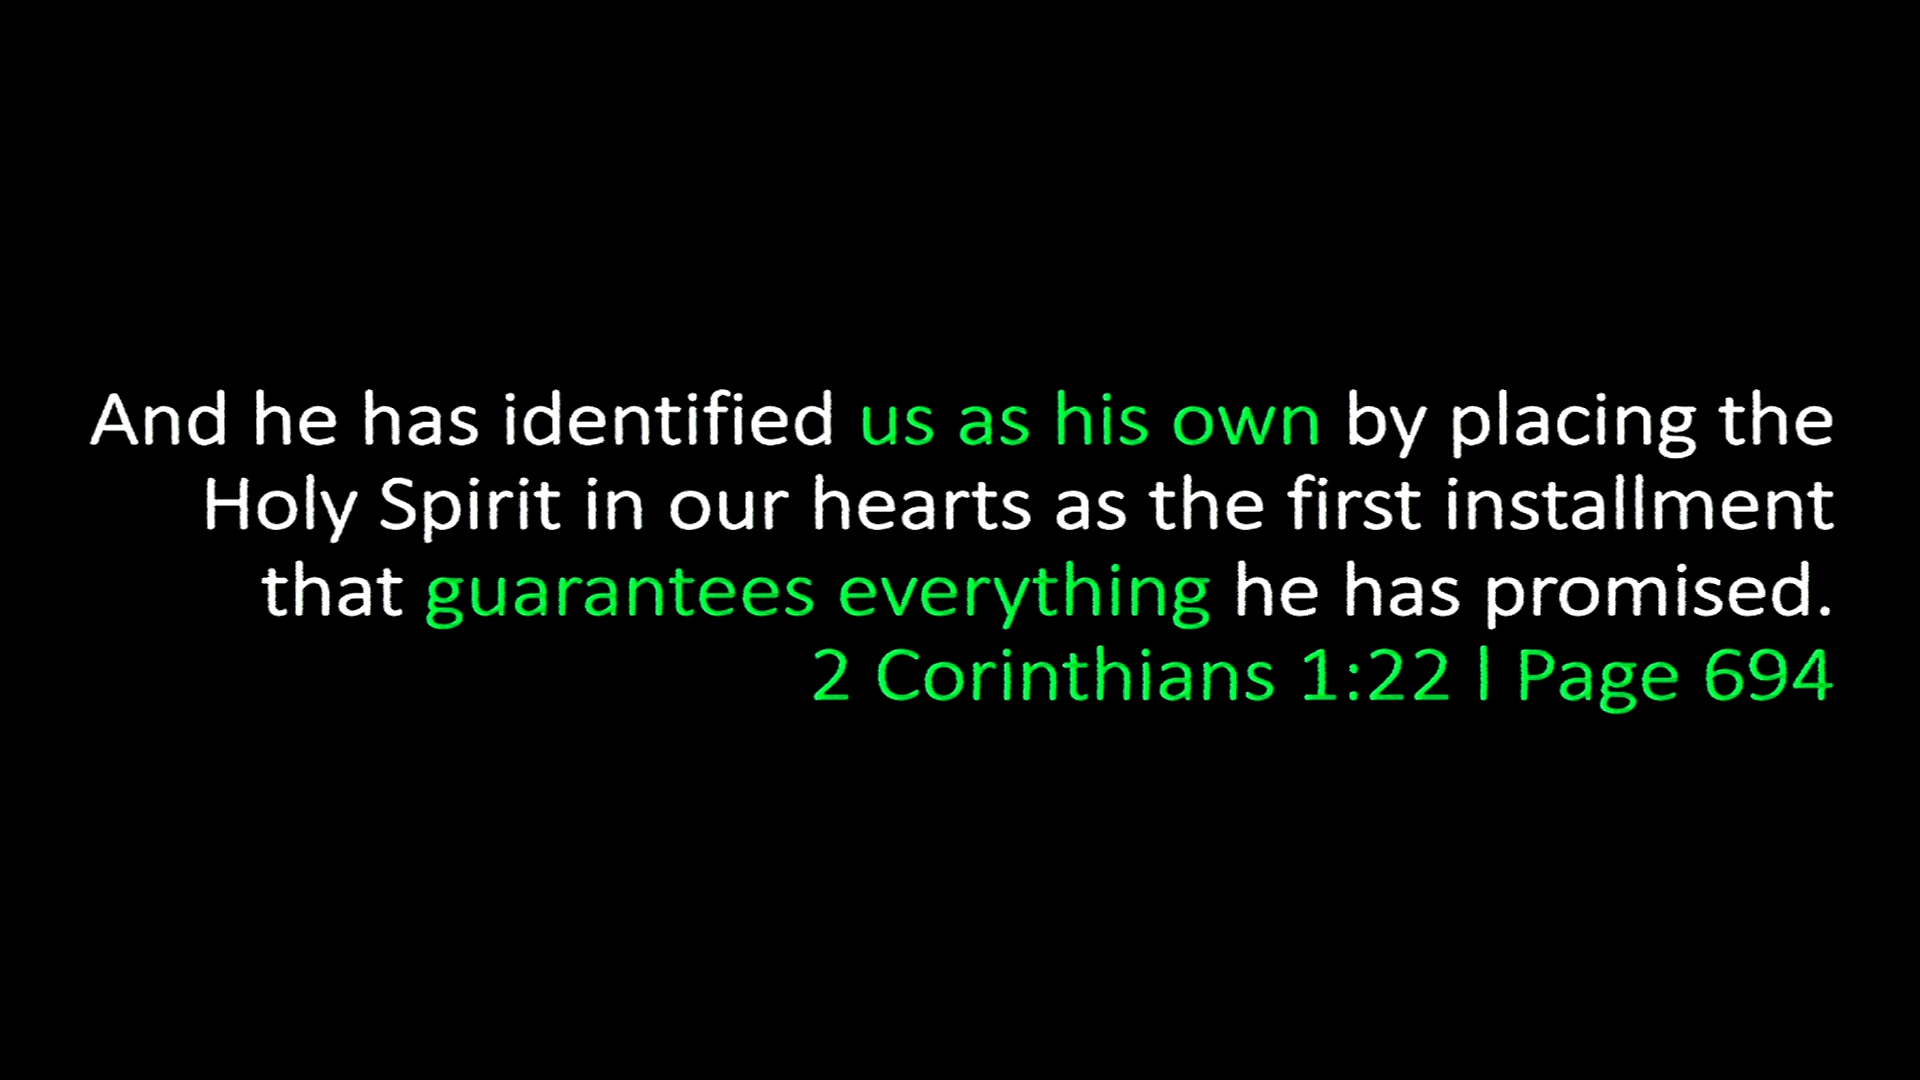 And he has identified us as his own by placing the
Holy Spirit in our hearts as the first installment
that guarantees everything he has promised.
2 Corinthians 1:22 l Page 694